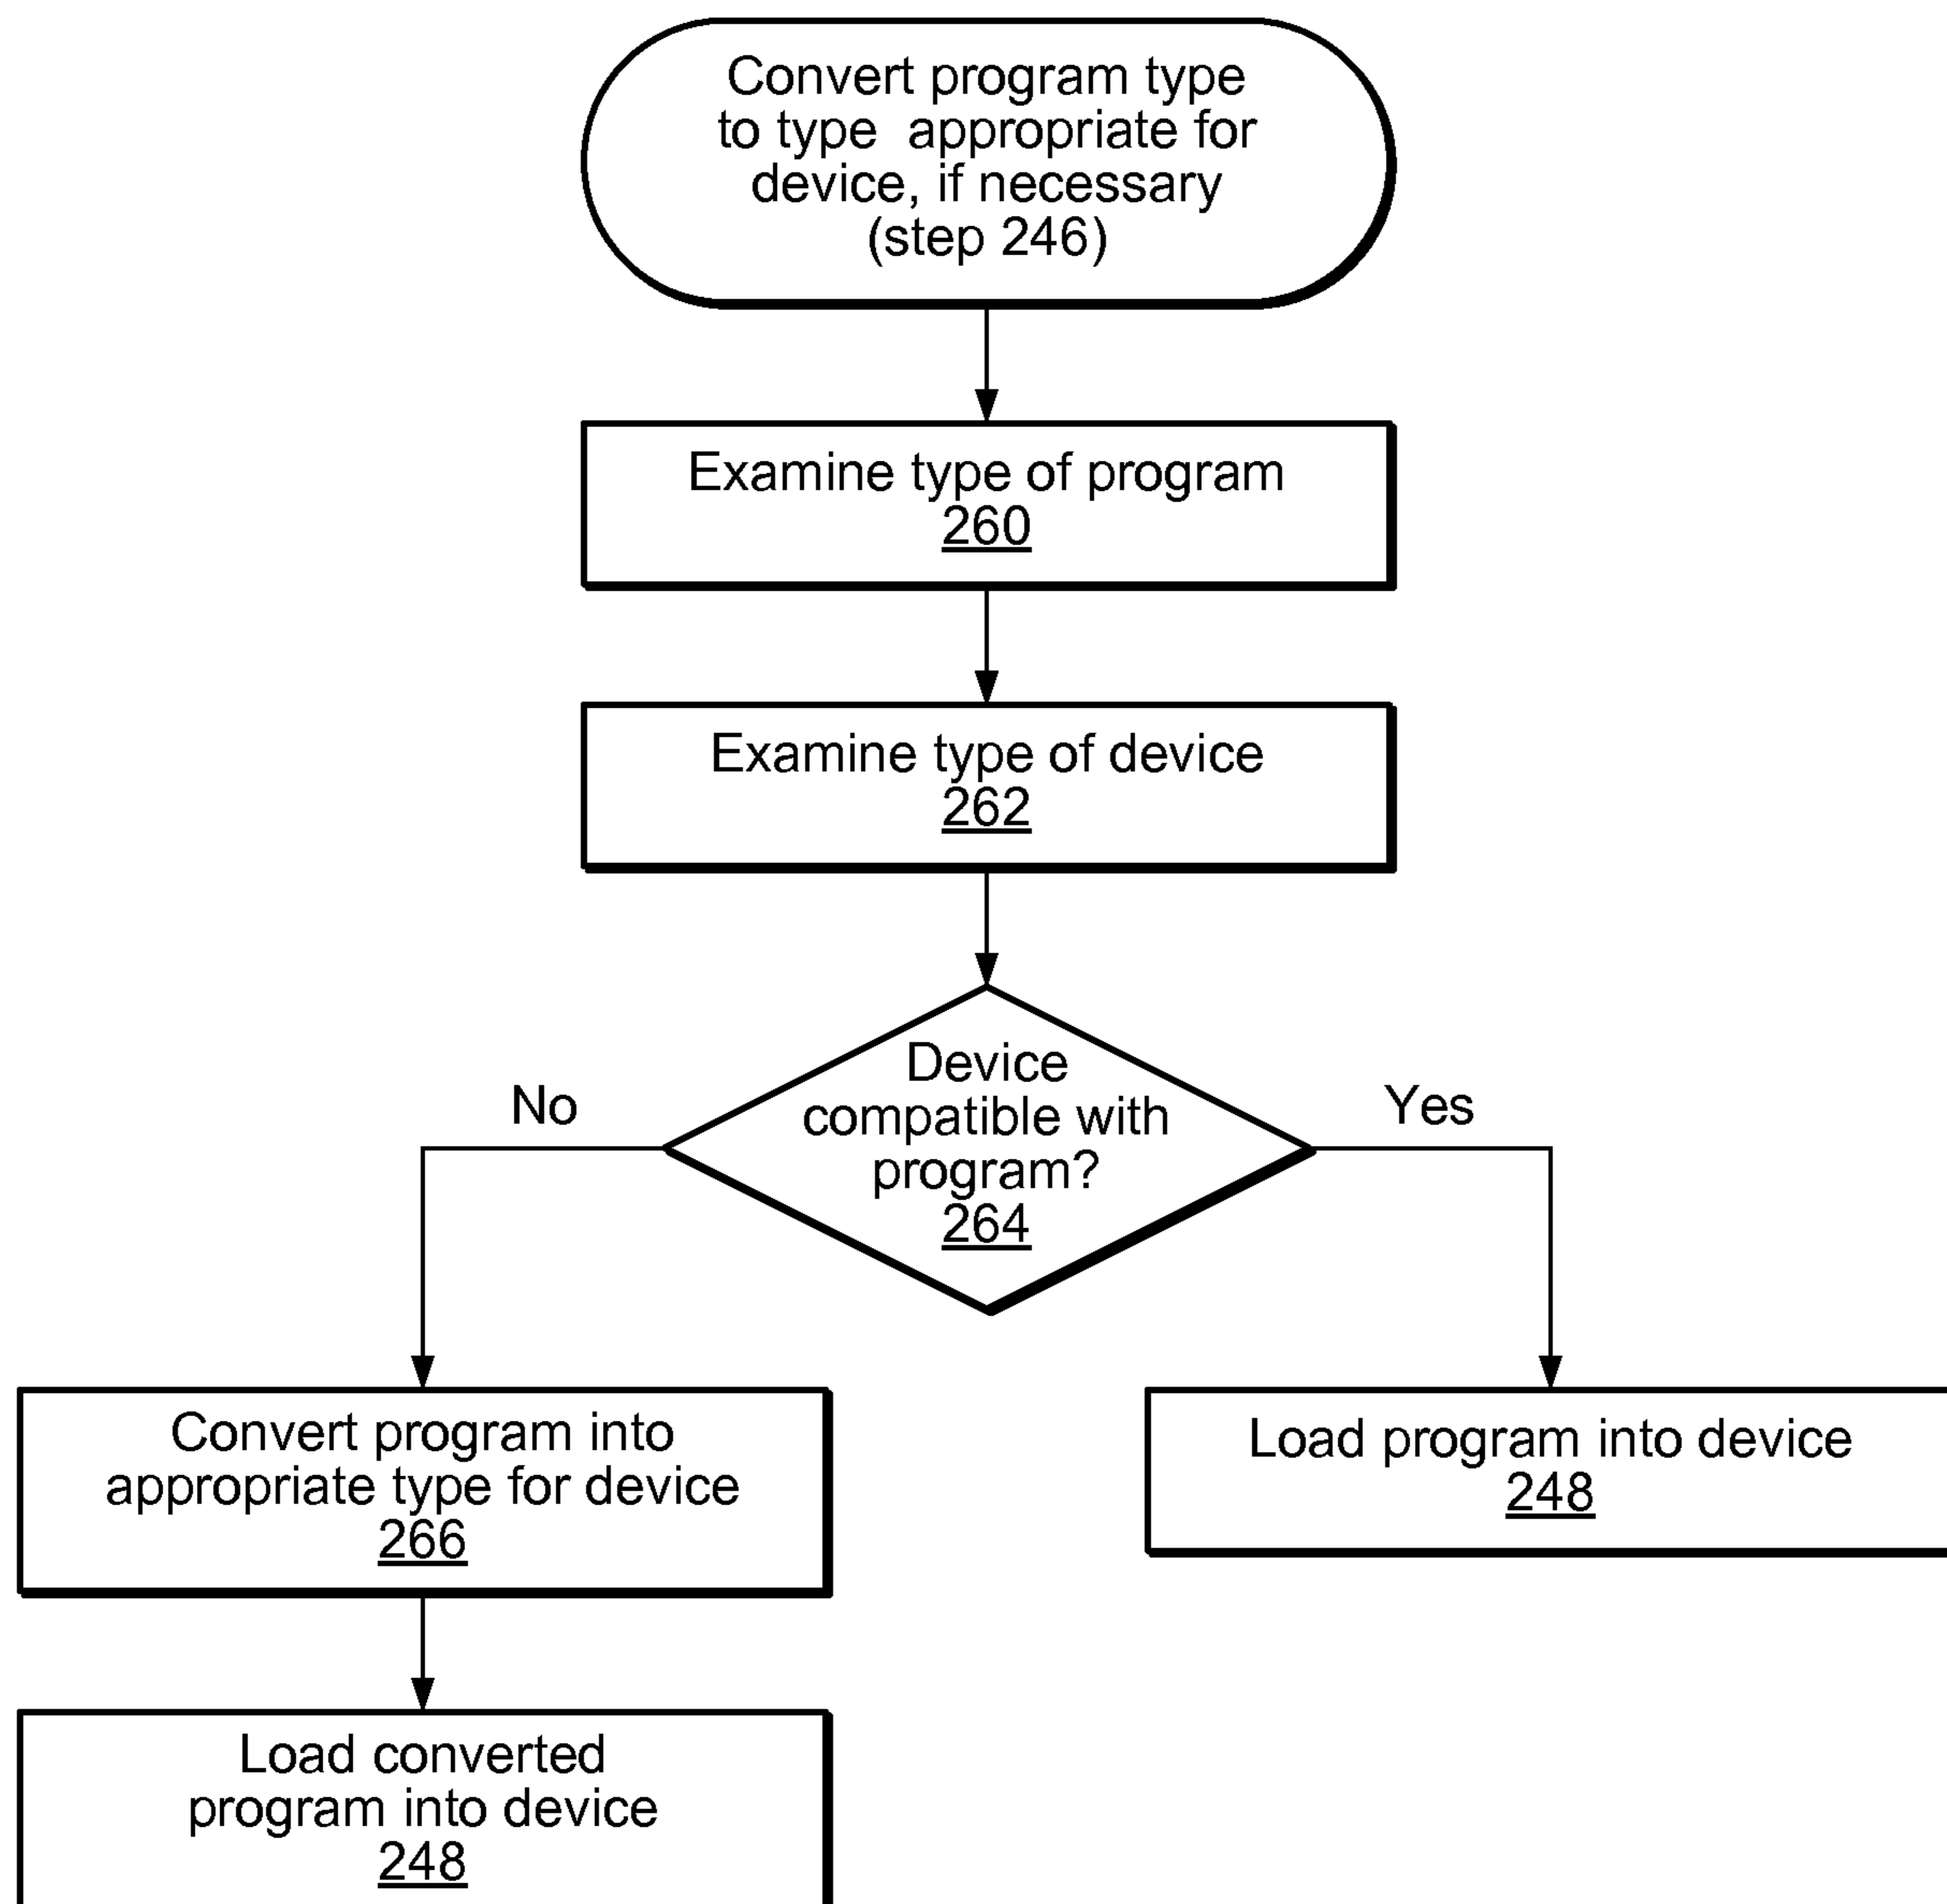 Convert program type
to type appropriate for
device, if necessary
(step 246)
Examine type of program
260
Examine type of device
262
Device
compatible with
program?
264
No
Yes
Convert program into
appropriate type for device
266
Load program into device
248
Load converted
program into device
248